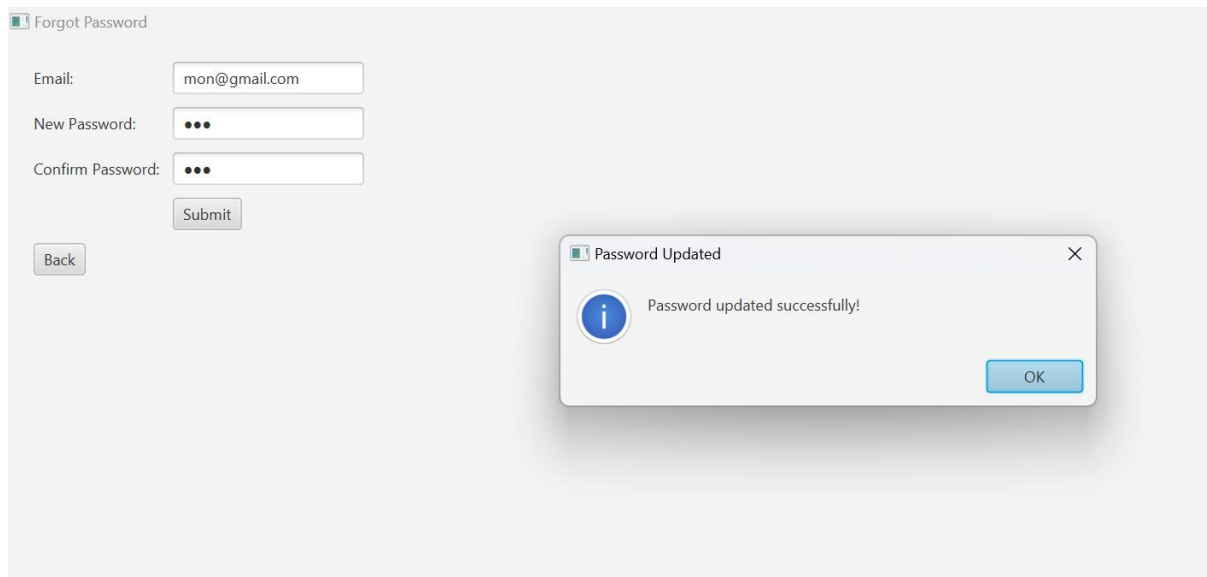 Forgot Password
Email: mon@gmail.com
New Password: •••
Confirm Password: •••
Submit
Back
Password Updated
Password updated successfully!
OK